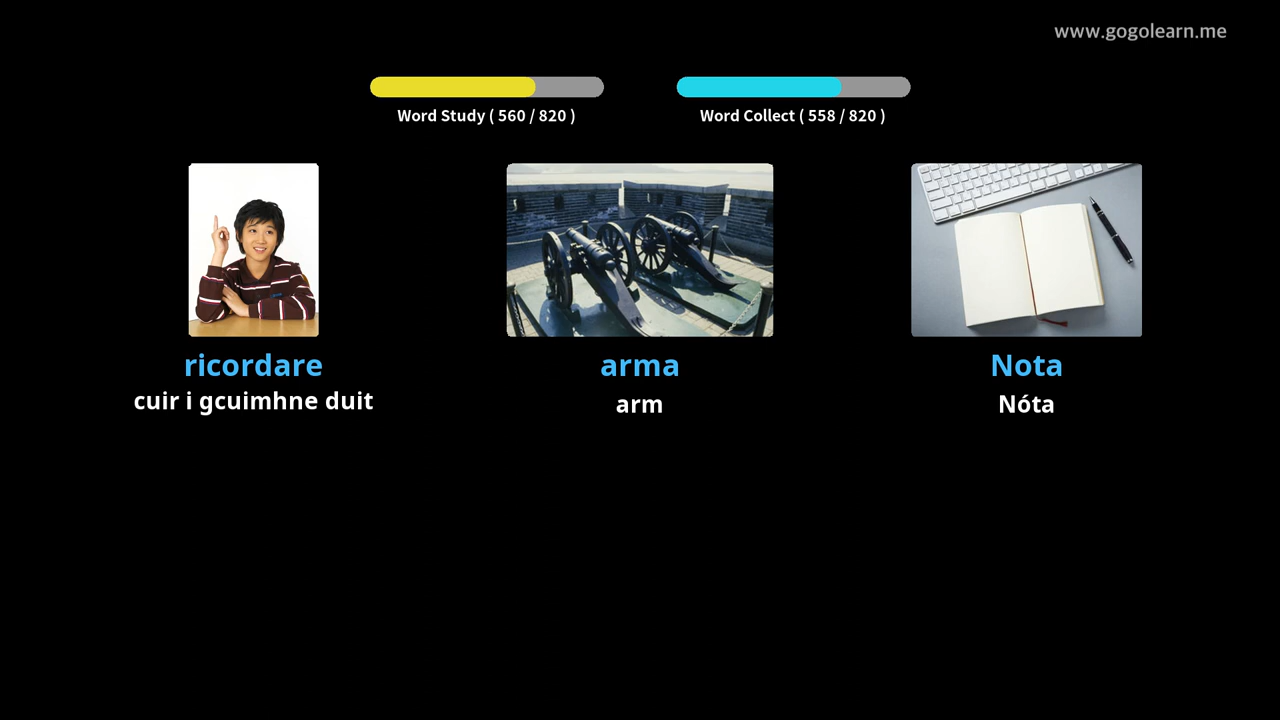 www.gogolearn.me
Word Study ( 560 / 820 )
Word Collect ( 558 / 820 )
ricordare
cuir i gcuimhne duit
arma
arm
Nota
Nóta